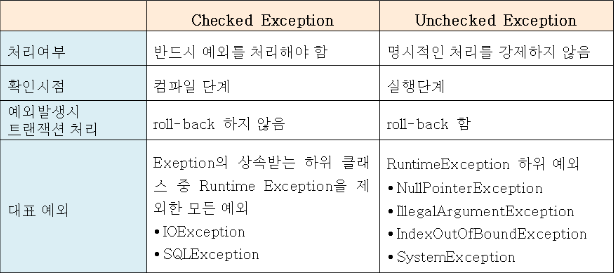 Checked Exception
Unchecked Exception
처리여부
반드시 예외를 처리해야 함
명시적인 처리를 강제하지 않음
확인시점
컴파일 단계
실행단계
예외발생시
트랜잭션 처리
roll-back 하지 않음
roll-back 함
대표 예외
Exeption의 상속받는 하위 클래
스 중 Runtime Exception을 제
외한 모든 예외
•IOException
•SQLException
RuntimeException 하위 예외
•NullPointerException
•IllegalArgumentException
•IndexOutOfBoundException
•SystemException